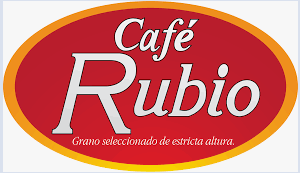 Café
Rubio
Grano seleccionado de estricta altura.